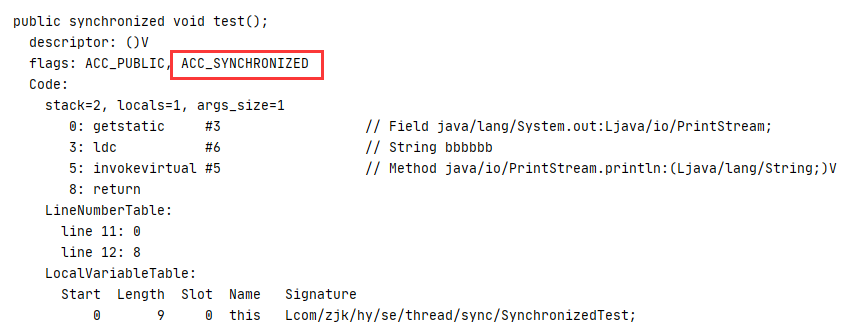 public synchronized void test();
descriptor: ()V
flags: ACC_PUBLIC, ACC_SYNCHRONIZED
Code:
stack=2, locals=1, args_size=1
0: getstatic #3 // Field java/lang/System.out:Ljava/io/PrintStream;
3: ldc #6 // String bbbbbb
5: invokevirtual #5 // Method java/io/PrintStream.println:(Ljava/lang/String;)V
8: return
LineNumberTable:
line 11: 0
line 12: 8
LocalVariableTable:
Start Length Slot Name Signature
0 9 0 this Lcom/zjk/hy/se/thread/sync/SynchronizedTest;